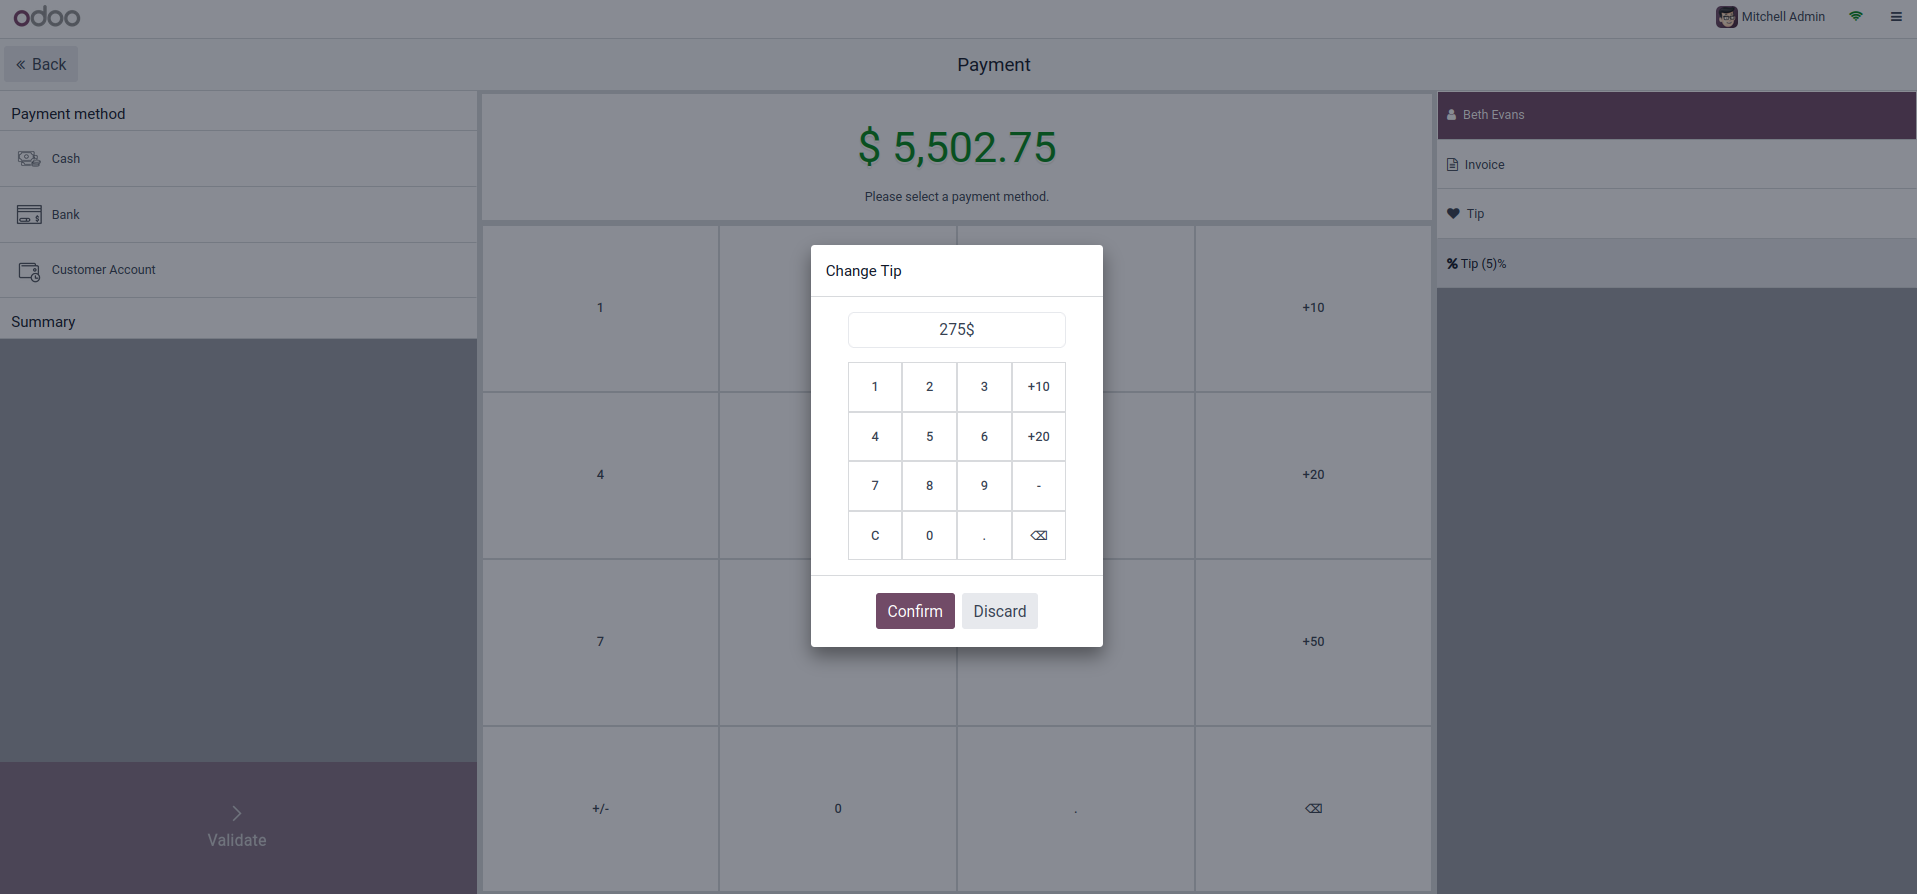 odoo
Mitchell Admin
Back
Payment
Payment method
Cash
Bank
Customer Account
Summary
Validate
$ 5,502.75
Please select a payment method.
1
+10
4
+20
7
+50
+/-
0
.
⌫
Change Tip
275$
1 2 3 +10
4 5 6 +20
7 8 9 -
C 0 . ⌫
Confirm Discard
Beth Evans
Invoice
Tip
% Tip (5)%